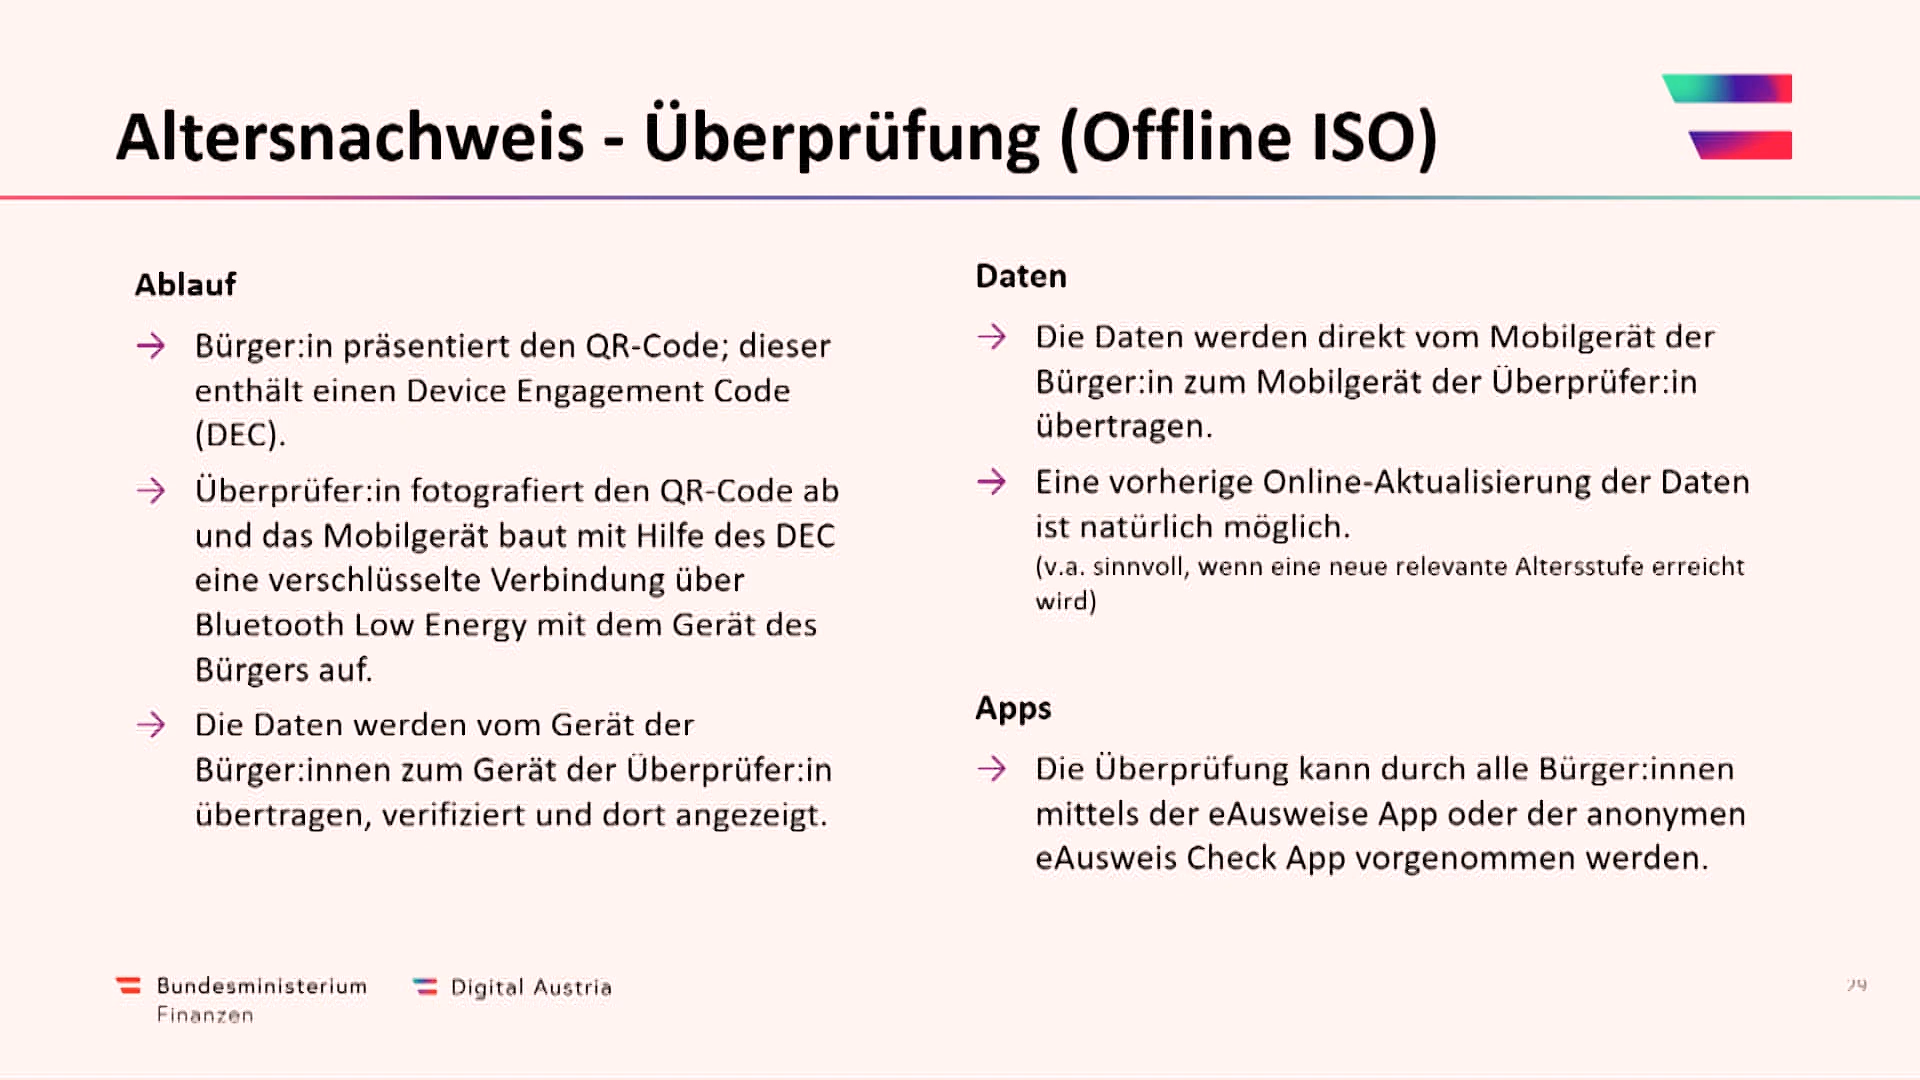 Altersnachweis - Überprüfung (Offline ISO)
Ablauf
→ Bürger:in präsentiert den QR-Code; dieser
enthält einen Device Engagement Code
(DEC).
→ Überprüfer:in fotografiert den QR-Code ab
und das Mobilgerät baut mit Hilfe des DEC
eine verschlüsselte Verbindung über
Bluetooth Low Energy mit dem Gerät des
Bürgers auf.
→ Die Daten werden vom Gerät der
Bürger:innen zum Gerät der Überprüfer:in
übertragen, verifiziert und dort angezeigt.
Daten
→ Die Daten werden direkt vom Mobilgerät der
Bürger:in zum Mobilgerät der Überprüfer:in
übertragen.
→ Eine vorherige Online-Aktualisierung der Daten
ist natürlich möglich.
(v.a. sinnvoll, wenn eine neue relevante Altersstufe erreicht
wird)
Apps
→ Die Überprüfung kann durch alle Bürger:innen
mittels der eAusweise App oder der anonymen
eAusweis Check App vorgenommen werden.
Bundesministerium
Finanzen
Digital Austria
29